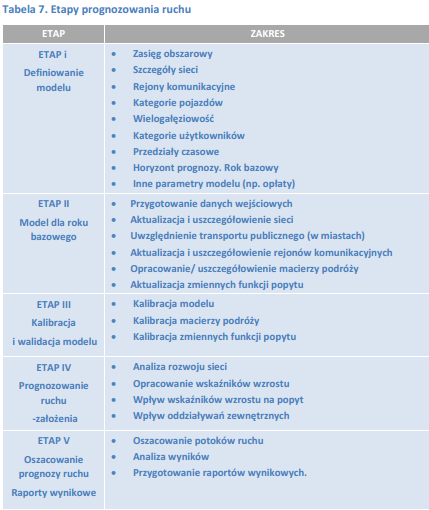 Tabela 7. Etapy prognozowania ruchu
ETAP ZAKRES
ETAP i
Definiowanie
modelu
• Zasięg obszarowy
• Szczegóły sieci
• Rejony komunikacyjne
• Kategorie pojazdów
• Wielogałęziowość
• Kategorie użytkowników
• Przedziały czasowe
• Horyzont prognozy. Rok bazowy
• Inne parametry modelu (np. opłaty)
ETAP II
Model dla roku
bazowego
• Przygotowanie danych wejściowych
• Aktualizacja i uszczegółowienie sieci
• Uwzględnienie transportu publicznego (w miastach)
• Aktualizacja i uszczegółowienie rejonów komunikacyjnych
• Opracowanie/ uszczegółowienie macierzy podróży
• Aktualizacja zmiennych funkcji popytu
ETAP III
Kalibracja
i walidacja modelu
• Kalibracja modelu
• Kalibracja macierzy podróży
• Kalibracja zmiennych funkcji popytu
ETAP IV
Prognozowanie
ruchu
-założenia
• Analiza rozwoju sieci
• Opracowanie wskaźników wzrostu
• Wpływ wskaźników wzrostu na popyt
• Wpływ oddziaływań zewnętrznych
ETAP V
Oszacowanie
prognozy ruchu
Raporty wynikowe
• Oszacowanie potoków ruchu
• Analiza wyników
• Przygotowanie raportów wynikowych.